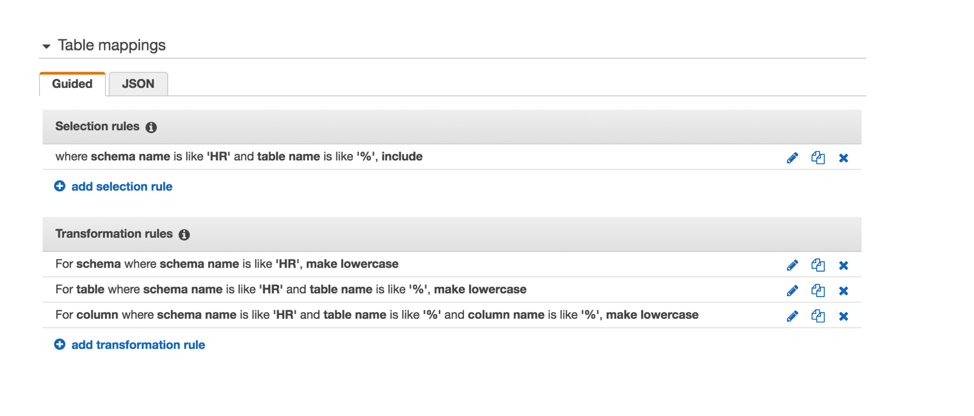 Table mappings
Guided JSON
Selection rules
where schema name is like 'HR' and table name is like '%', include
add selection rule
Transformation rules
For schema where schema name is like 'HR', make lowercase
For table where schema name is like 'HR' and table name is like '%', make lowercase
For column where schema name is like 'HR' and table name is like '%' and column name is like '%', make lowercase
add transformation rule